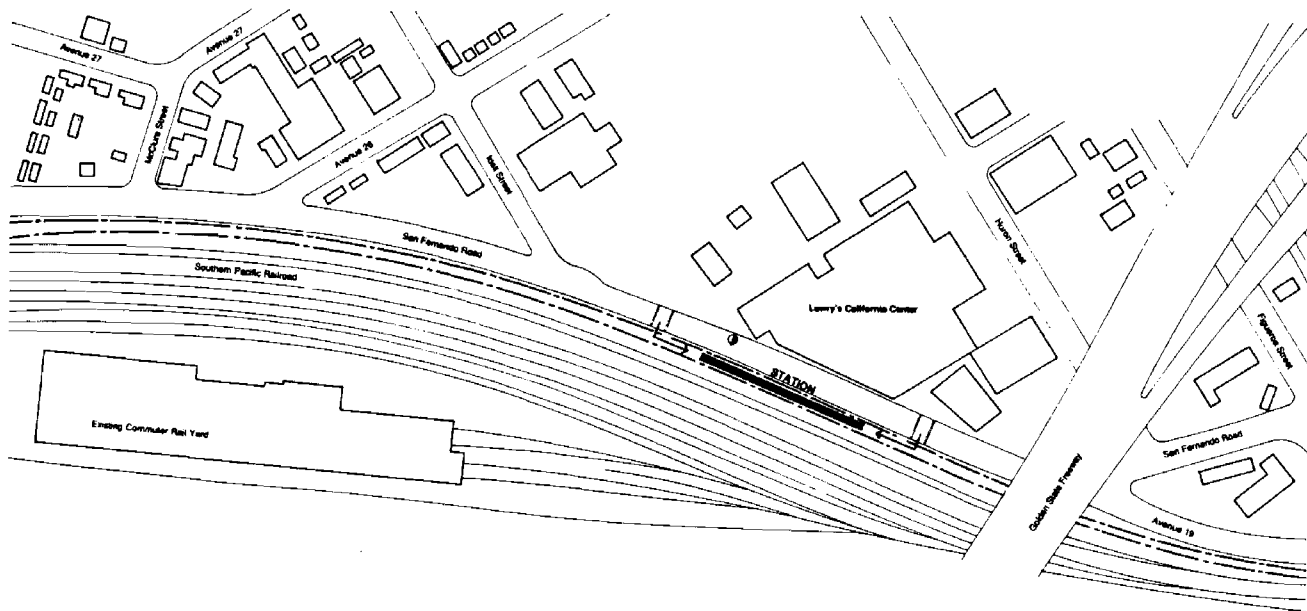 Avenue 27
Avenue 27
McClure Street
Avenue 26
Idell Street
San Fernando Road
Southern Pacific Railroad
Huron Street
Lawry's California Center
Figueroa Street
STATION
Existing Commuter Rail Yard
San Fernando Road
Golden State Freeway
Avenue 19